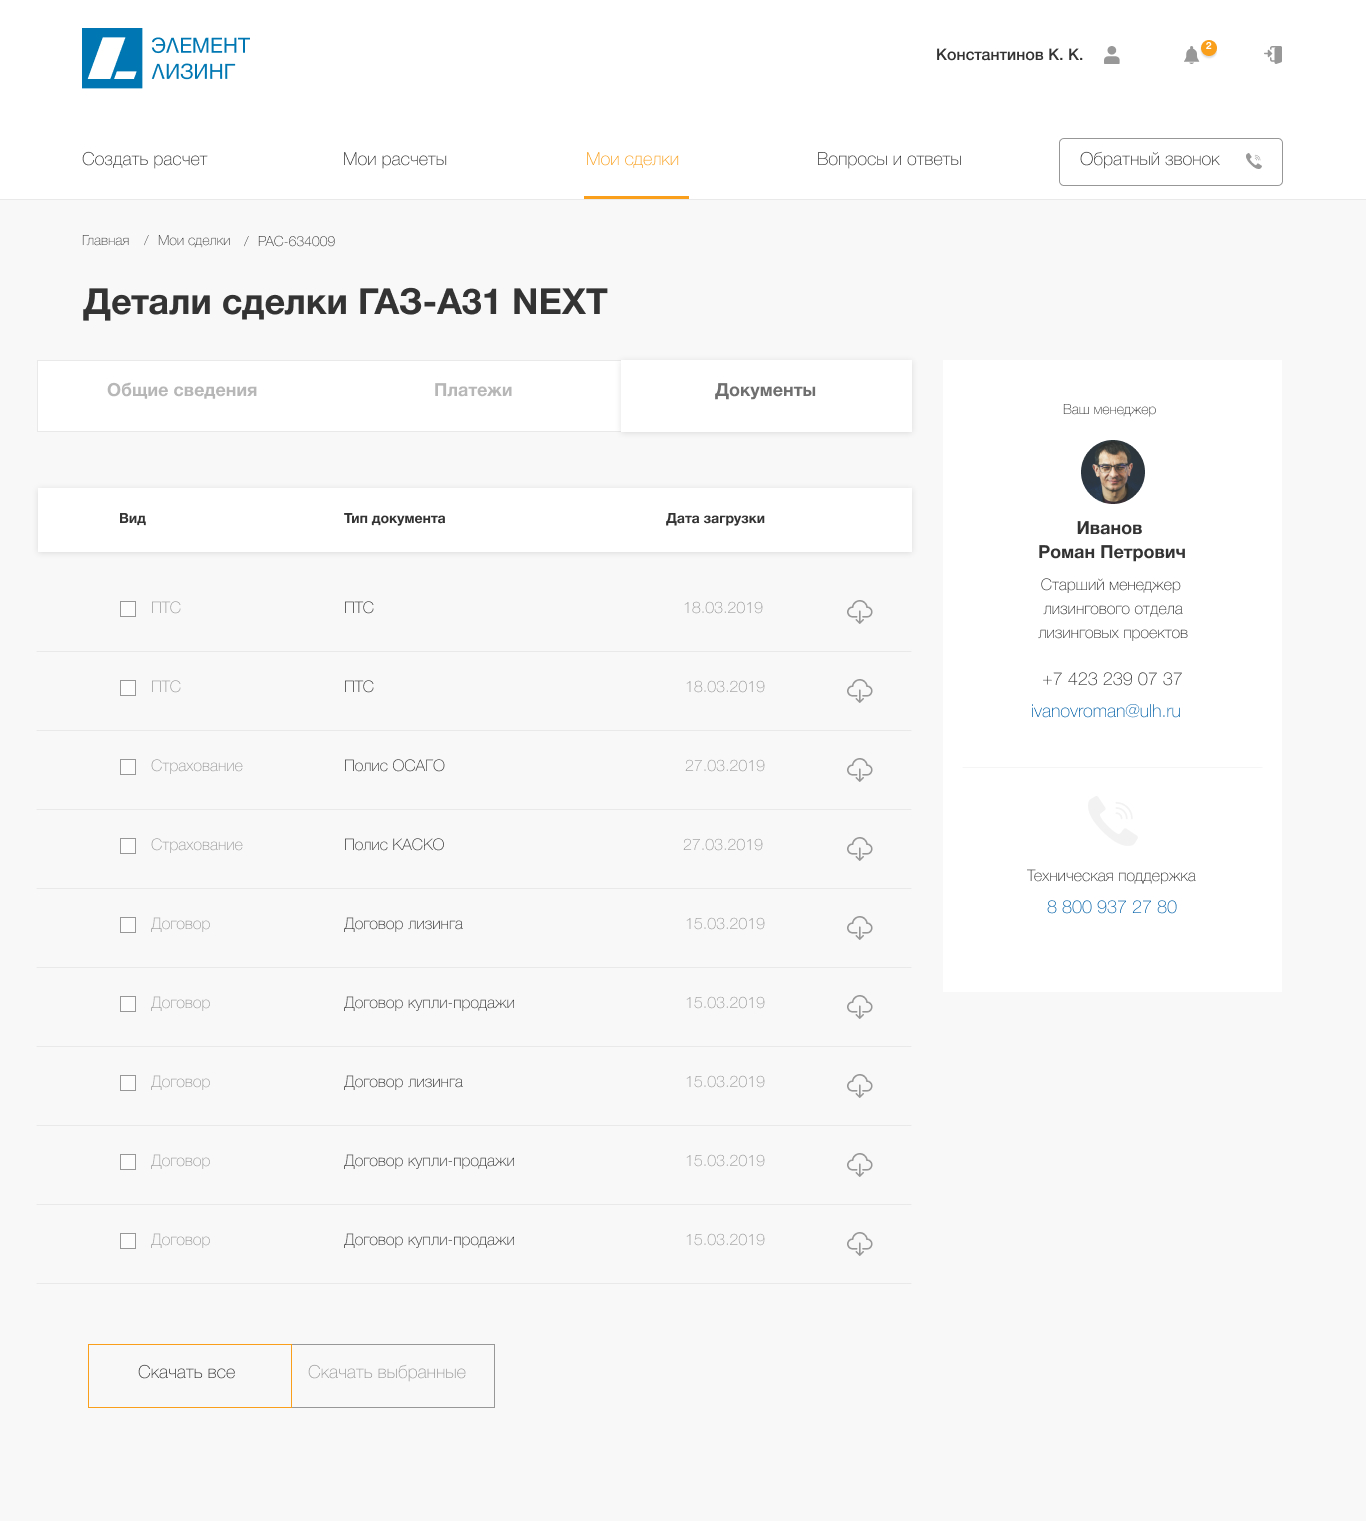 ЭЛЕМЕНТ
ЛИЗИНГ
Константинов К. К.
2
Создать расчет
Мои расчеты
Мои сделки
Вопросы и ответы
Обратный звонок
Главная / Мои сделки / РАС-634009
Детали сделки ГАЗ-А31 NEXT
Общие сведения
Платежи
Документы
Вид Тип документа Дата загрузки
ПТС ПТС 18.03.2019
ПТС ПТС 18.03.2019
Страхование Полис ОСАГО 27.03.2019
Страхование Полис КАСКО 27.03.2019
Договор Договор лизинга 15.03.2019
Договор Договор купли-продажи 15.03.2019
Договор Договор лизинга 15.03.2019
Договор Договор купли-продажи 15.03.2019
Договор Договор купли-продажи 15.03.2019
Скачать все
Скачать выбранные
Ваш менеджер
Иванов
Роман Петрович
Старший менеджер
лизингового отдела
лизинговых проектов
+7 423 239 07 37
ivanovroman@ulh.ru
Техническая поддержка
8 800 937 27 80